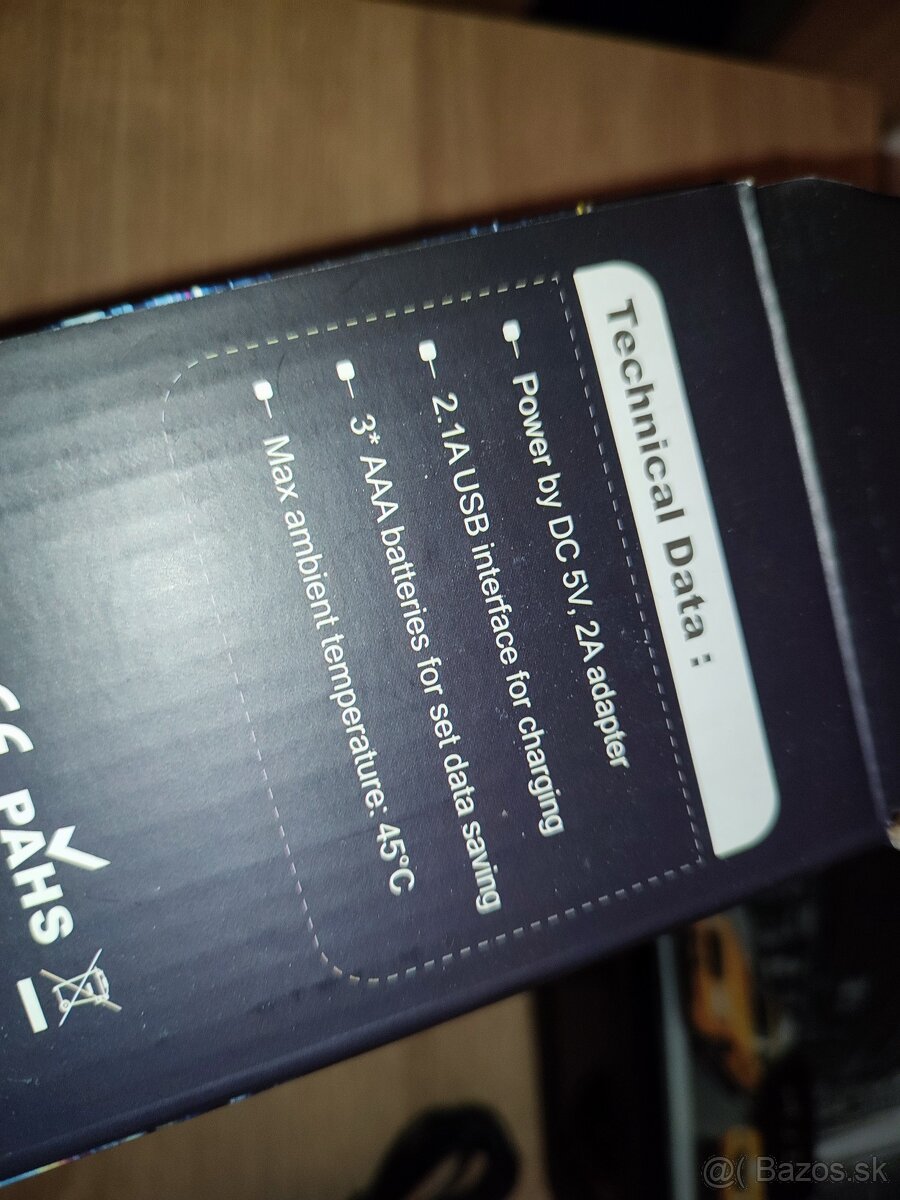 Technical Data :
Power by DC 5V, 2A adapter
2.1A USB interface for charging
3* AAA batteries for set data saving
Max ambient temperature: 45°C
CE PAHS
@( Bazos.sk